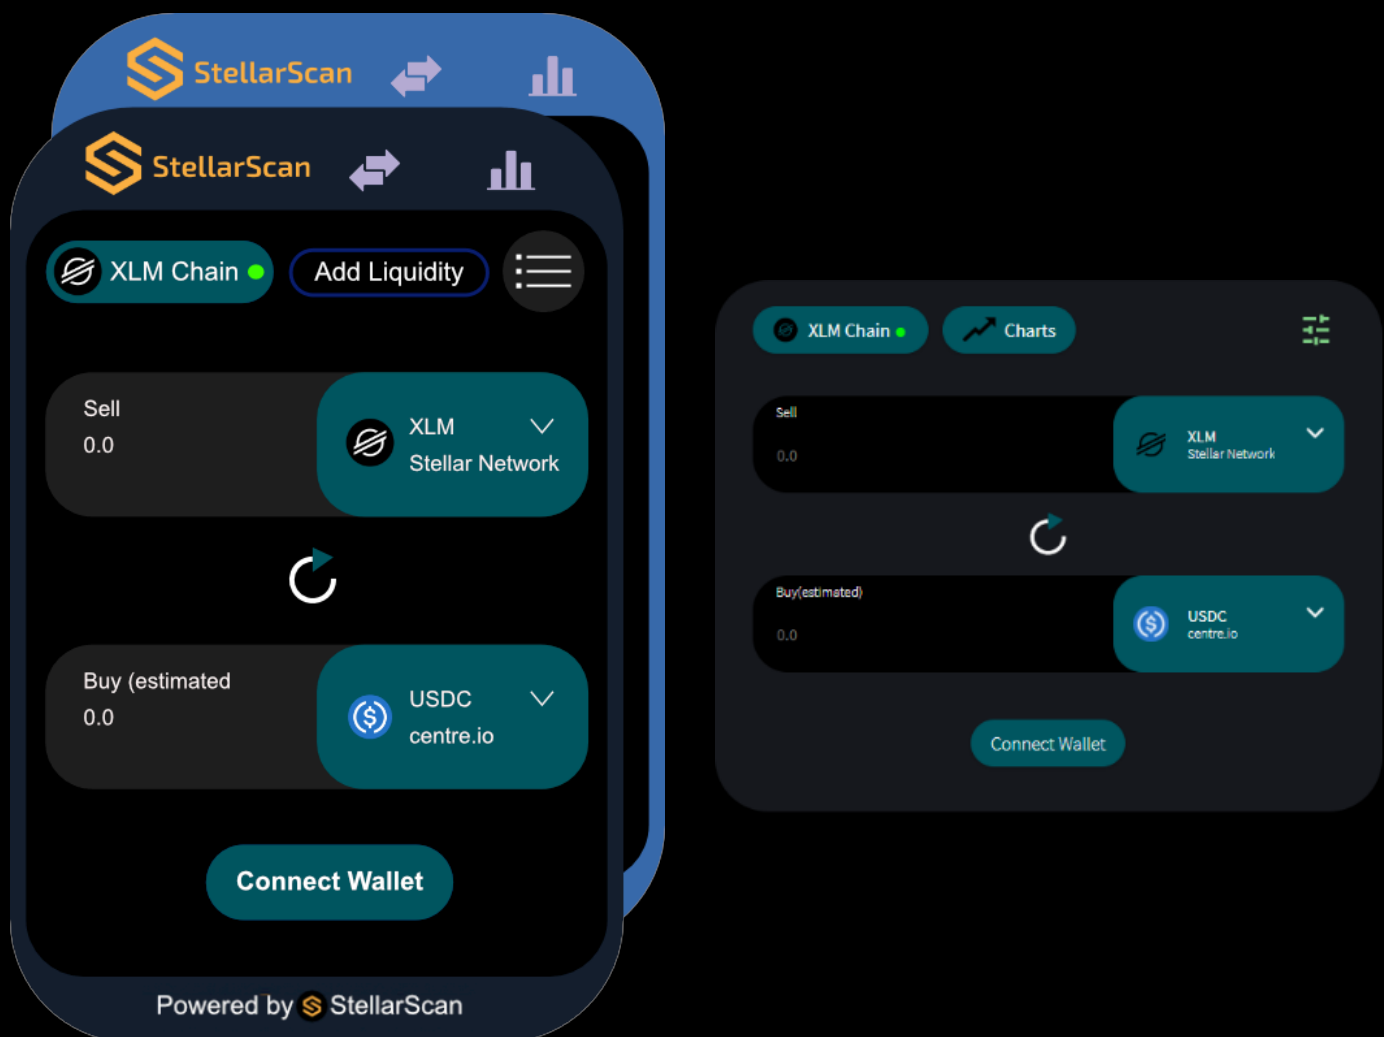 StellarScan
StellarScan
XLM Chain
Add Liquidity
Sell
0.0
XLM
Stellar Network
Buy (estimated
0.0
USDC
centre.io
Connect Wallet
Powered by StellarScan
XLM Chain
Charts
Sell
0.0
XLM
Stellar Network
Buy(estimated)
0.0
USDC
centre.io
Connect Wallet